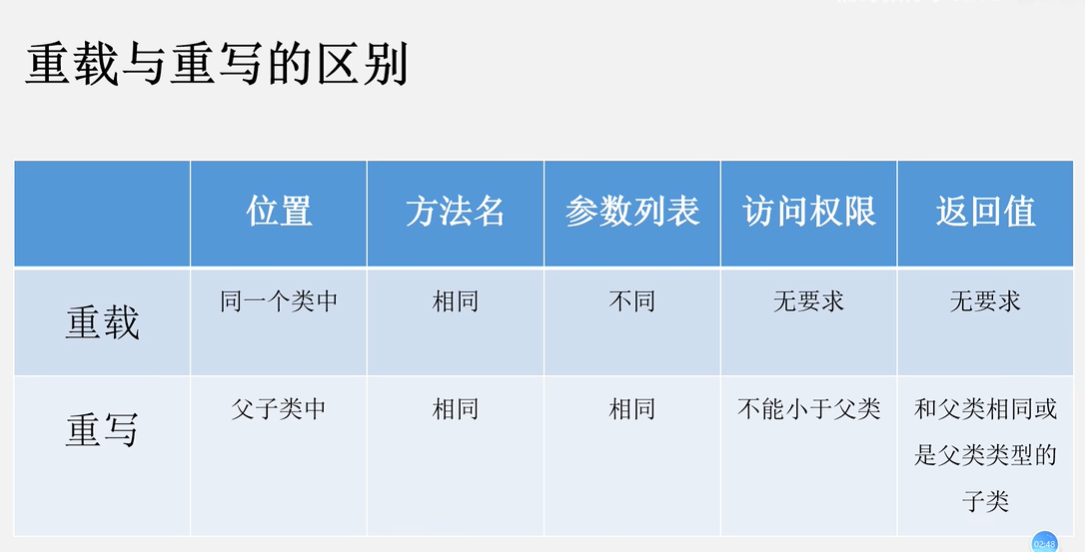 重载与重写的区别
位置 方法名 参数列表 访问权限 返回值
重载 同一个类中 相同 不同 无要求 无要求
重写 父子类中 相同 相同 不能小于父类 和父类相同或
是父类类型的
子类
02:48